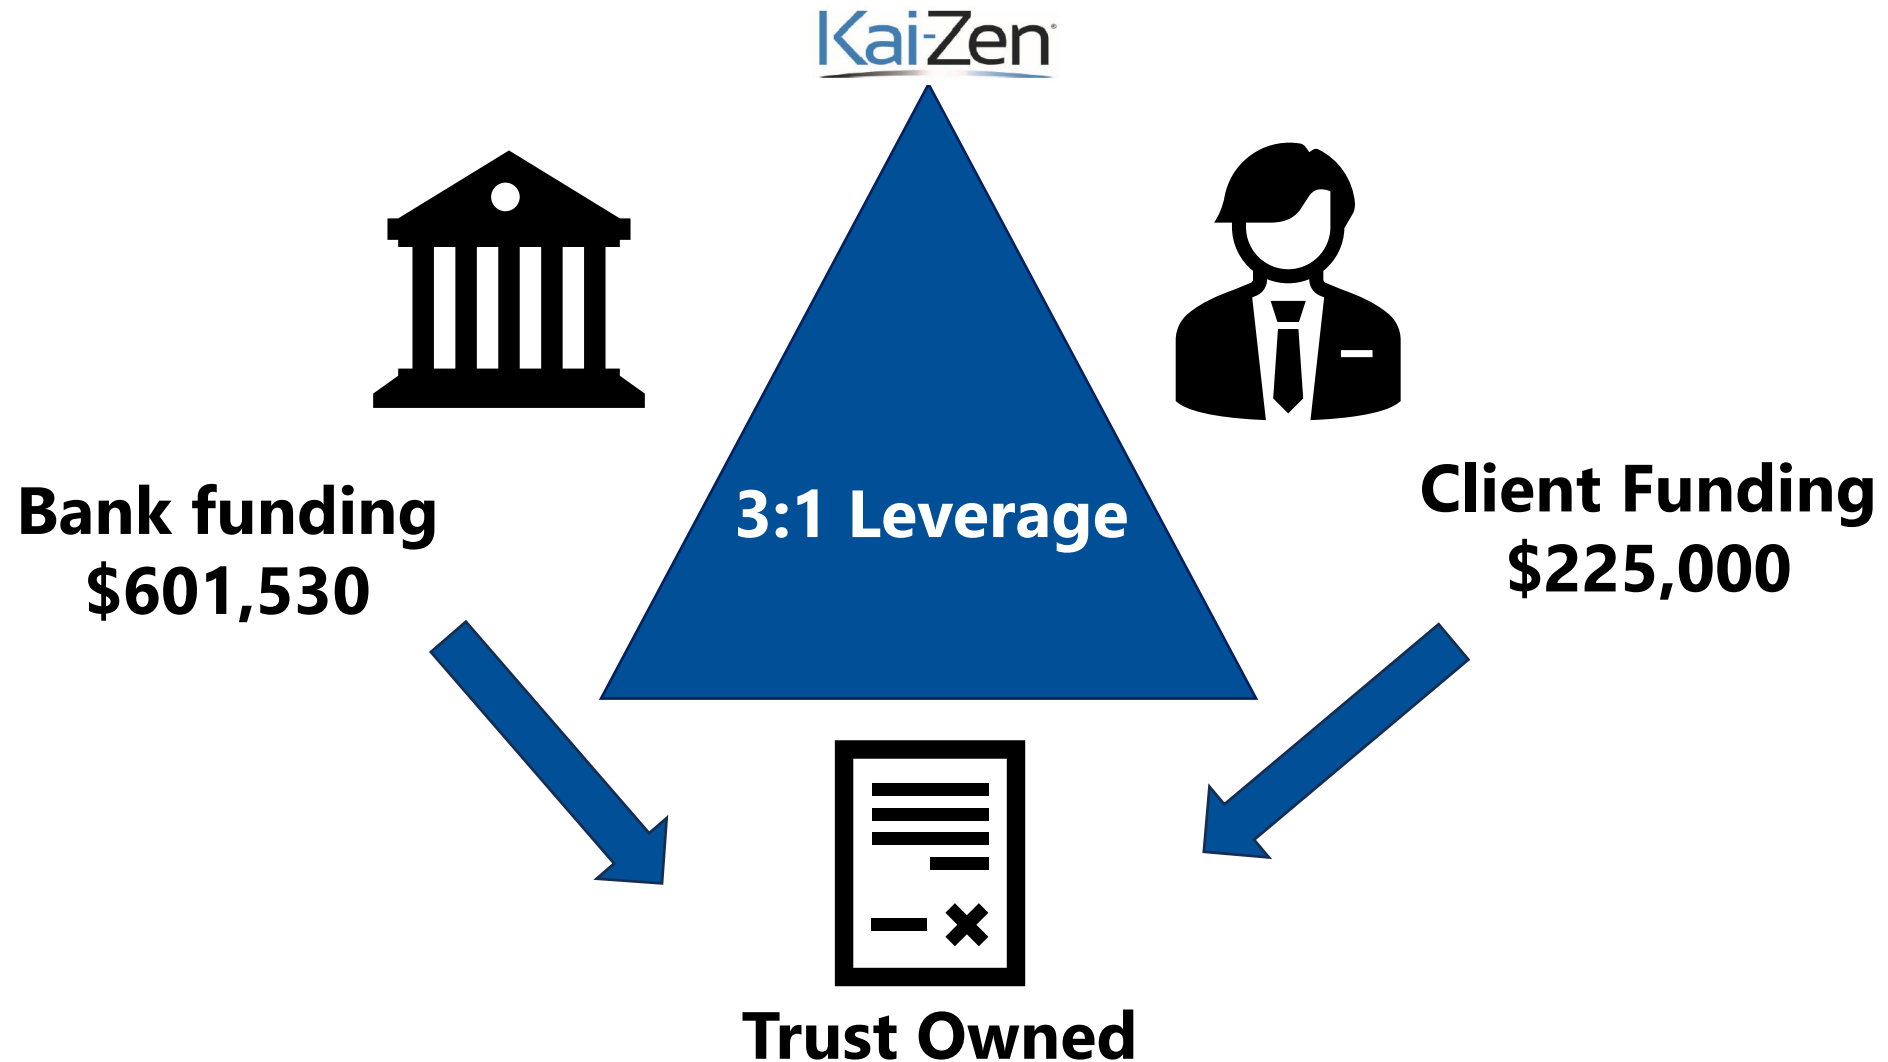 Kai-Zen®
Bank funding
$601,530
3:1 Leverage
Client Funding
$225,000
Trust Owned